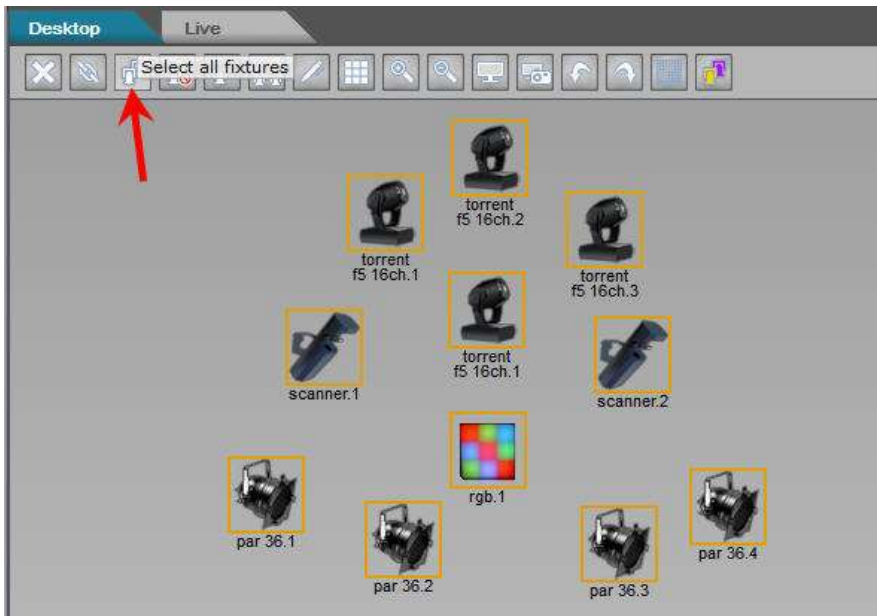 Desktop
Live
Select all fixtures
torrent
f5 16ch.2
torrent
f5 16ch.1
torrent
f5 16ch.3
torrent
f5 16ch.1
scanner.1
scanner.2
rgb.1
par 36.1
par 36.2
par 36.3
par 36.4